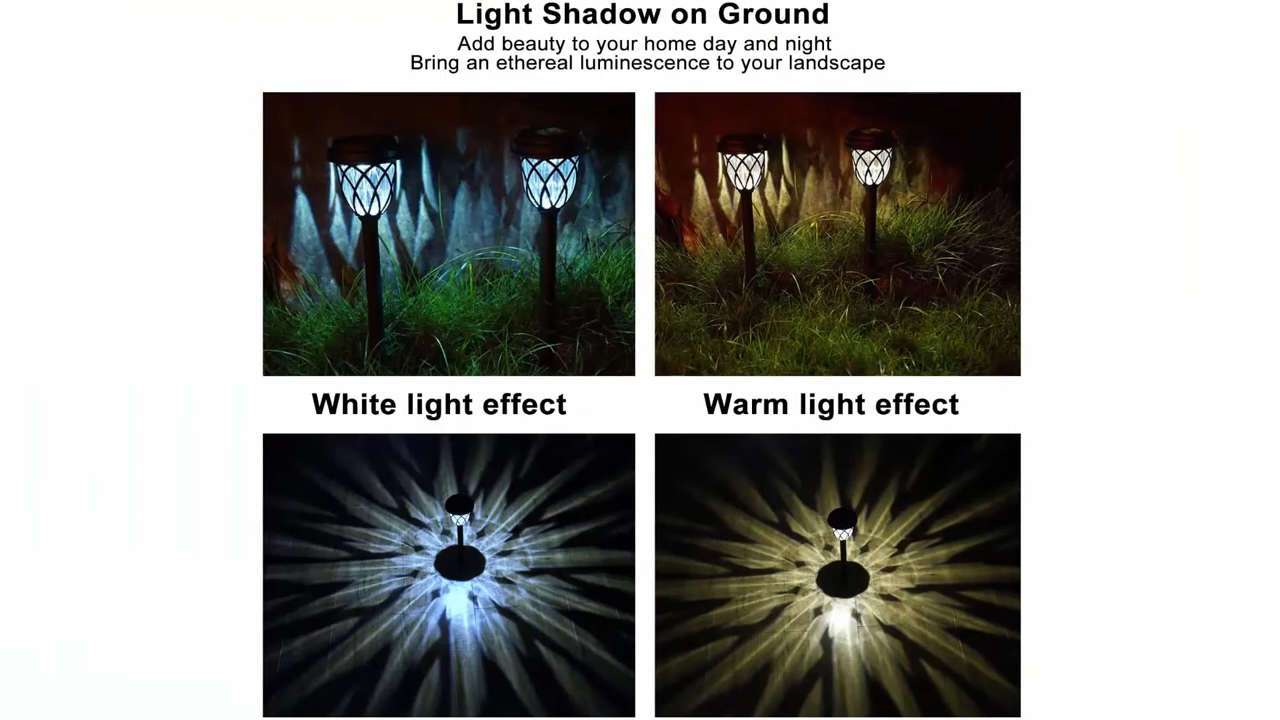 Light Shadow on Ground
Add beauty to your home day and night
Bring an ethereal luminescence to your landscape
White light effect
Warm light effect